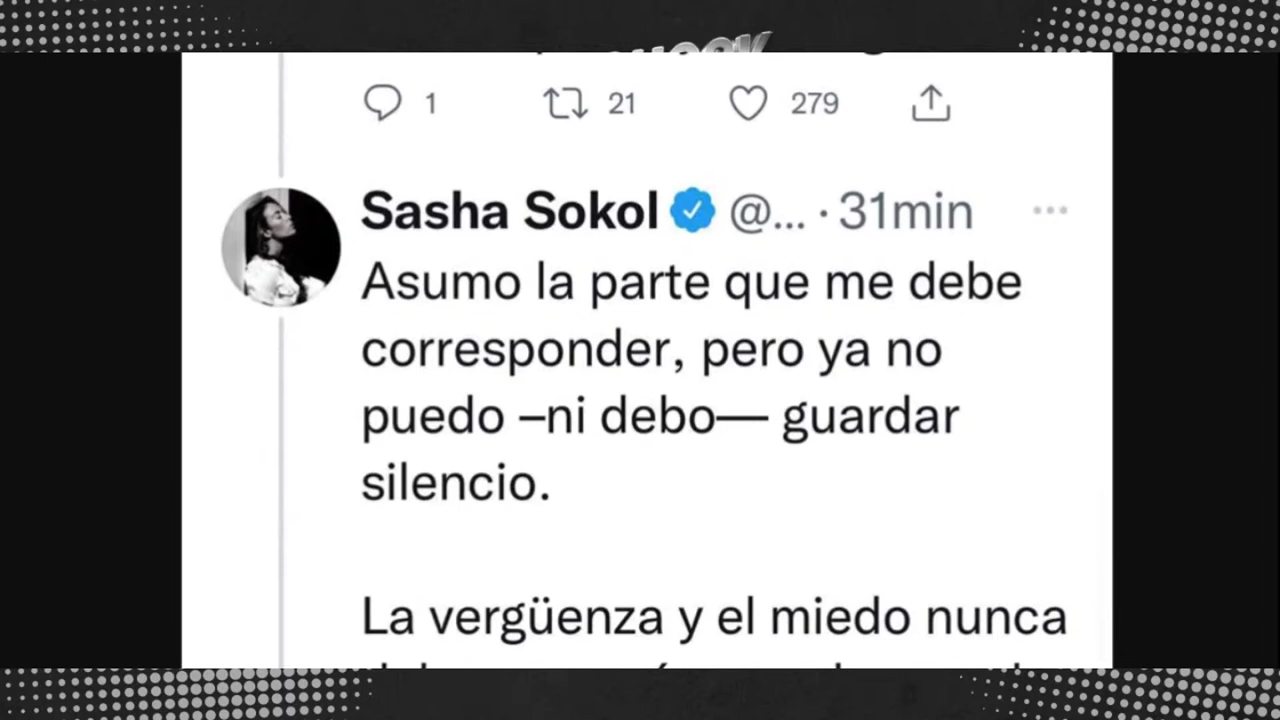 1 21 279
Sasha Sokol @... · 31min
Asumo la parte que me debe
corresponder, pero ya no
puedo –ni debo— guardar
silencio.
La vergüenza y el miedo nunca